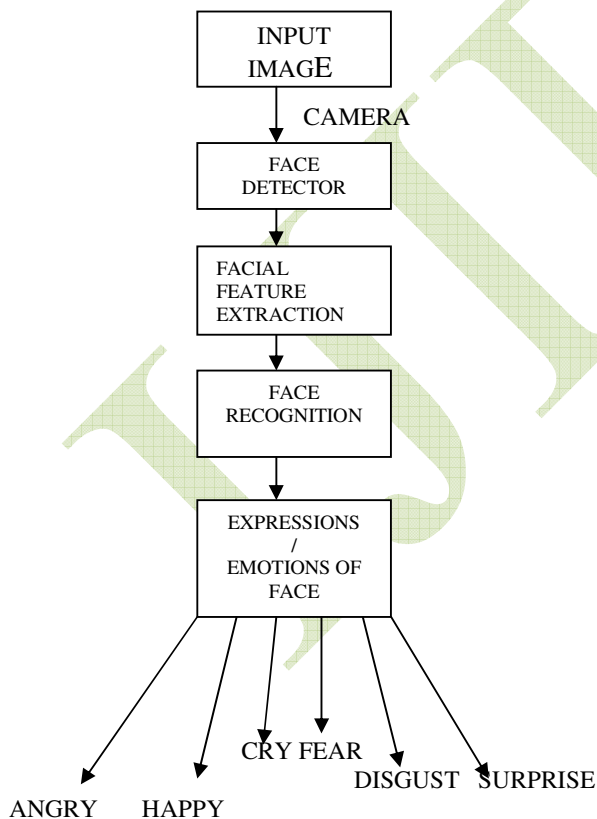 INPUT
IMAGE
CAMERA
FACE
DETECTOR
FACIAL
FEATURE
EXTRACTION
FACE
RECOGNITION
EXPRESSIONS
/
EMOTIONS OF
FACE
CRY FEAR
DISGUST SURPRISE
ANGRY HAPPY